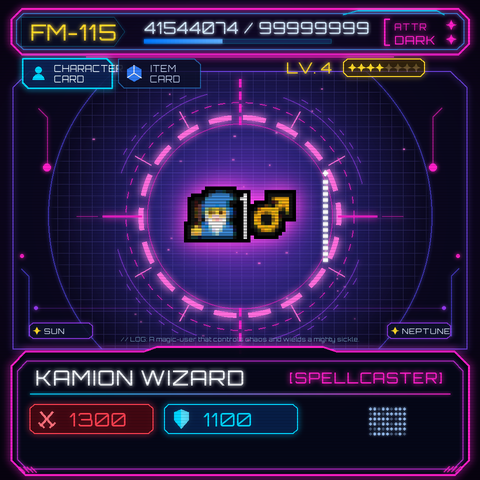 FM-115
41544074 / 99999999
ATTR
DARK
CHARACTER
CARD
ITEM
CARD
LV. 4
SUN
NEPTUNE
// LOG: A magic-user that controls chaos and wields a mighty sickle.
KAMION WIZARD
[SPELLCASTER]
1300
1100